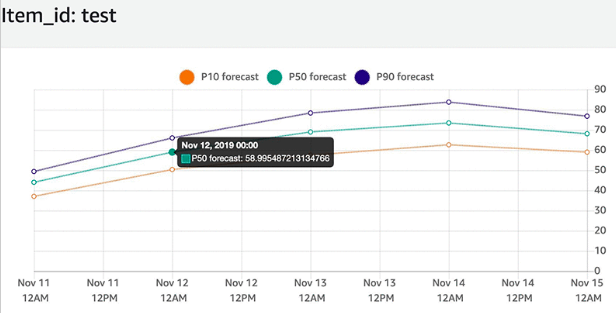 Item_id: test
P10 forecast P50 forecast P90 forecast
90
80
70
60
50
40
30
20
10
0
Nov 12, 2019 00:00
P50 forecast: 58.995487213134766
Nov 11 Nov 11 Nov 12 Nov 12 Nov 13 Nov 13 Nov 14 Nov 14 Nov 15
12AM 12PM 12AM 12PM 12AM 12PM 12AM 12PM 12AM